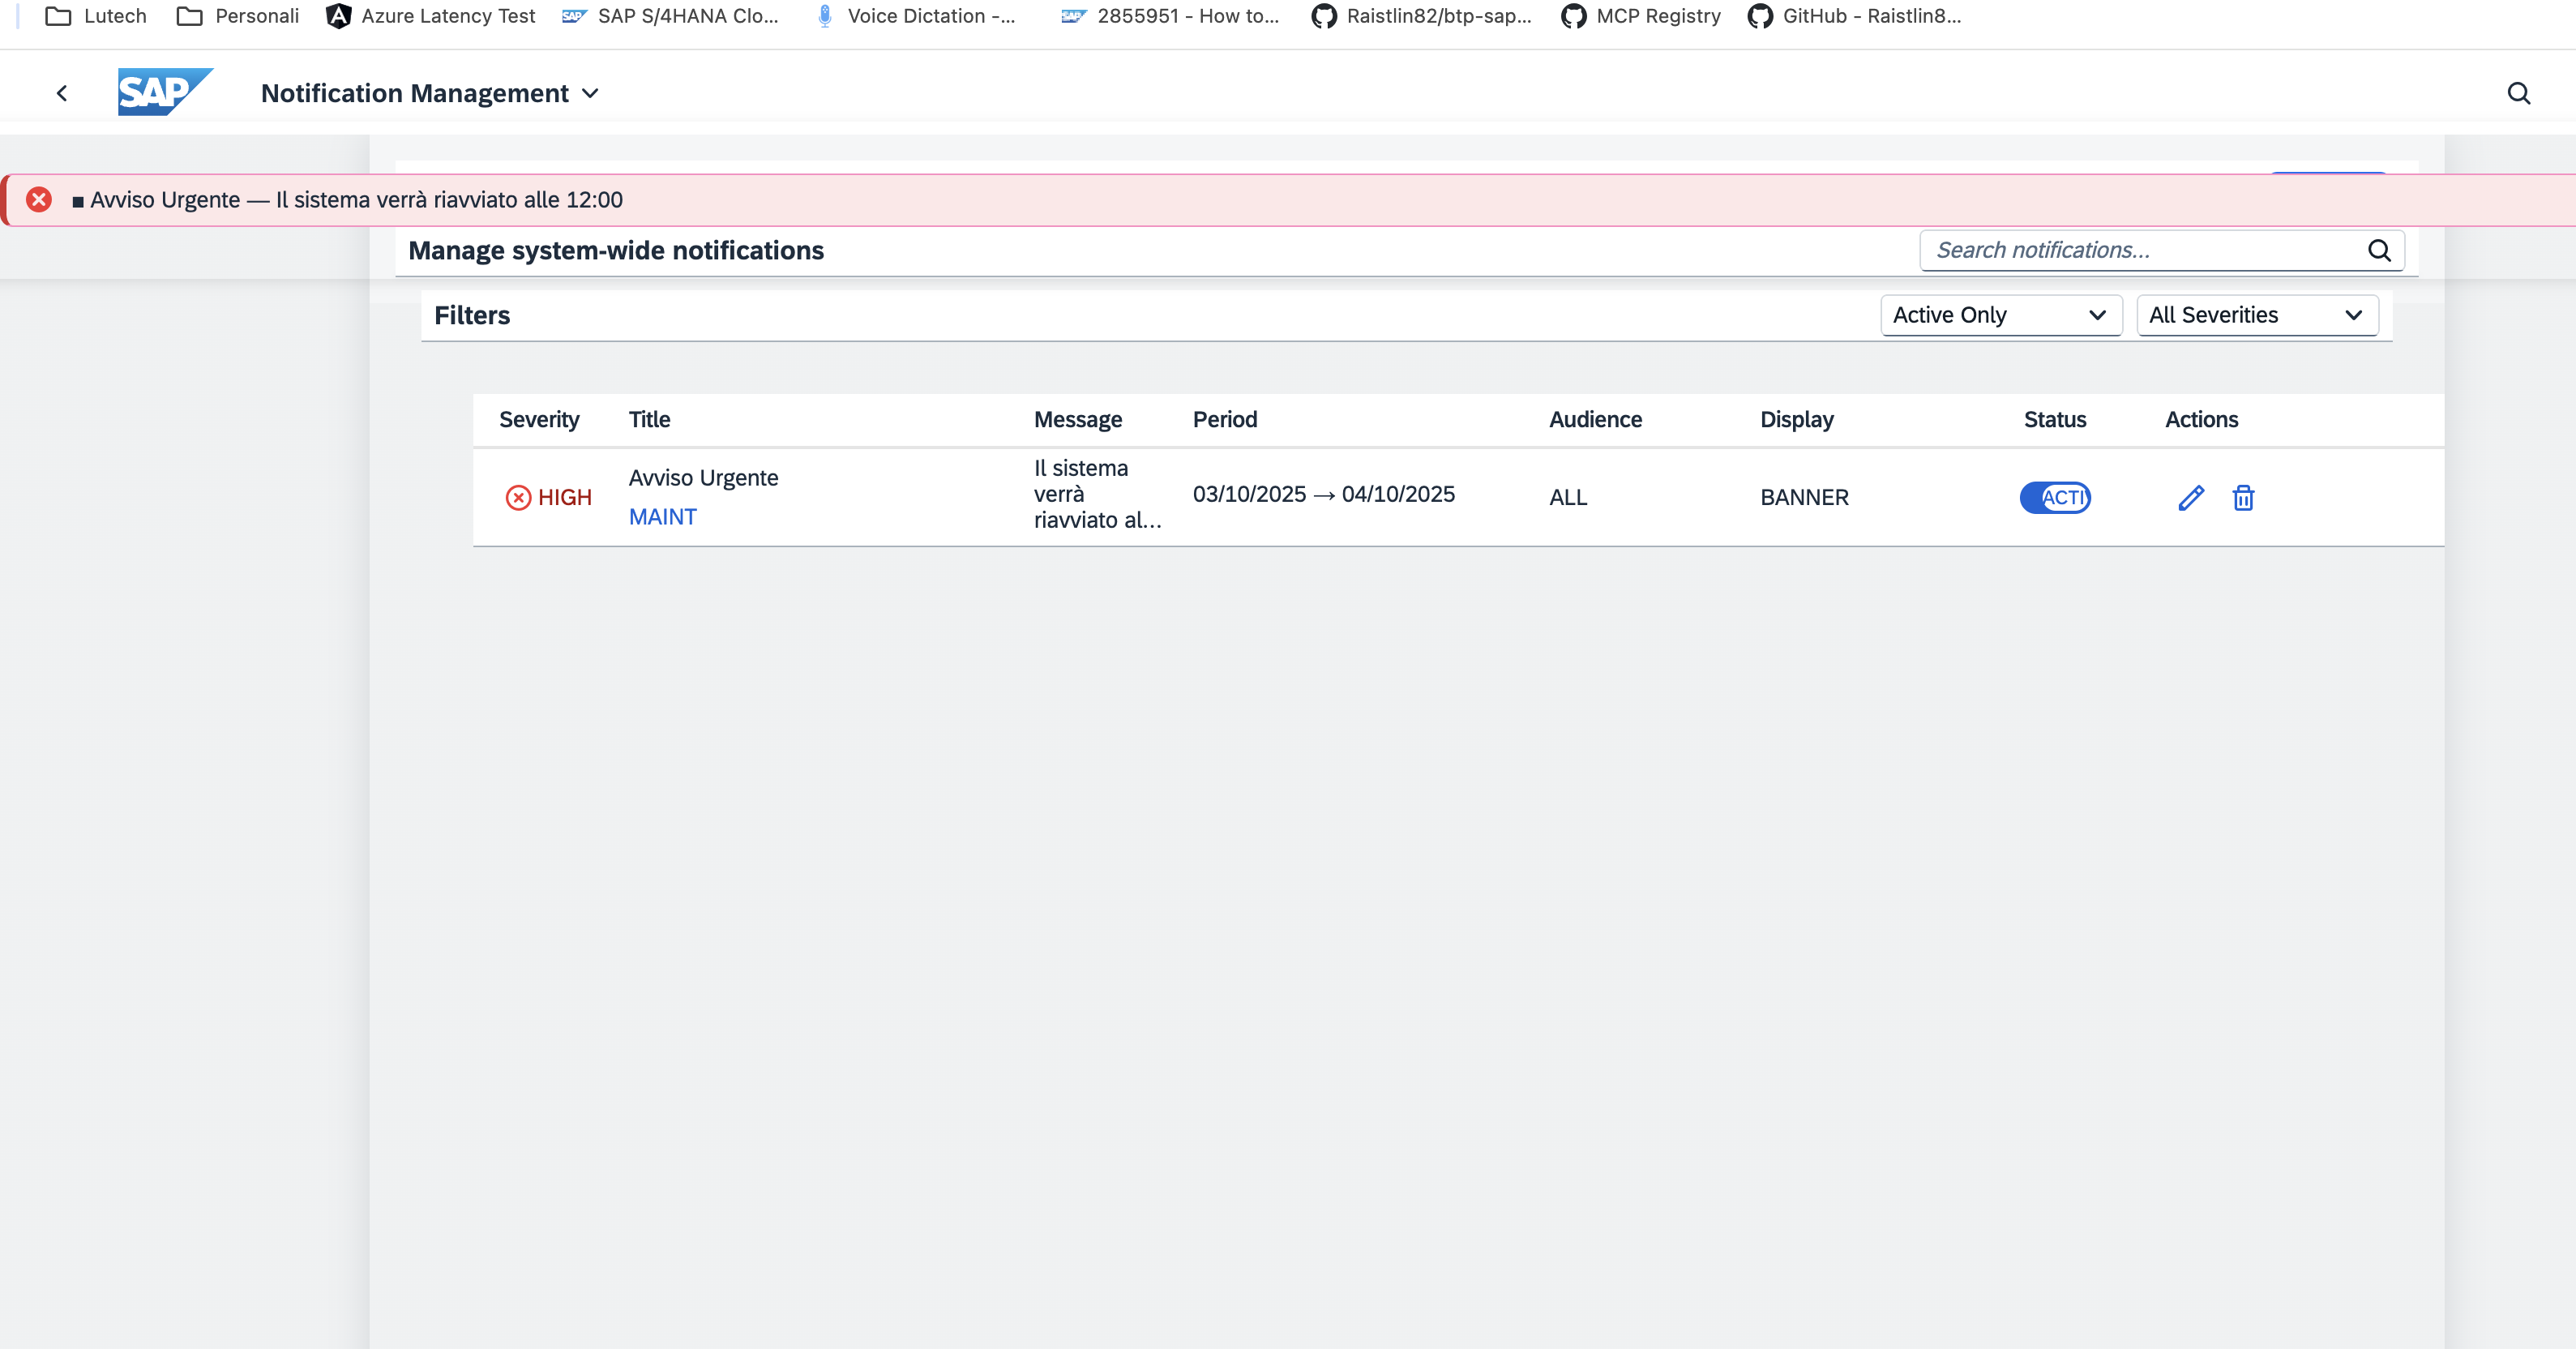 Lutech Personali Azure Latency Test SAP S/4HANA Clo... Voice Dictation -... 2855951 - How to... Raistlin82/btp-sap... MCP Registry GitHub - Raistlin8...
SAP Notification Management
■ Avviso Urgente — Il sistema verrà riavviato alle 12:00
Manage system-wide notifications Search notifications...
Filters Active Only All Severities
Severity Title Message Period Audience Display Status Actions
HIGH Avviso Urgente
MAINT
Il sistema
verrà
riavviato al...
03/10/2025 → 04/10/2025 ALL BANNER ACTI